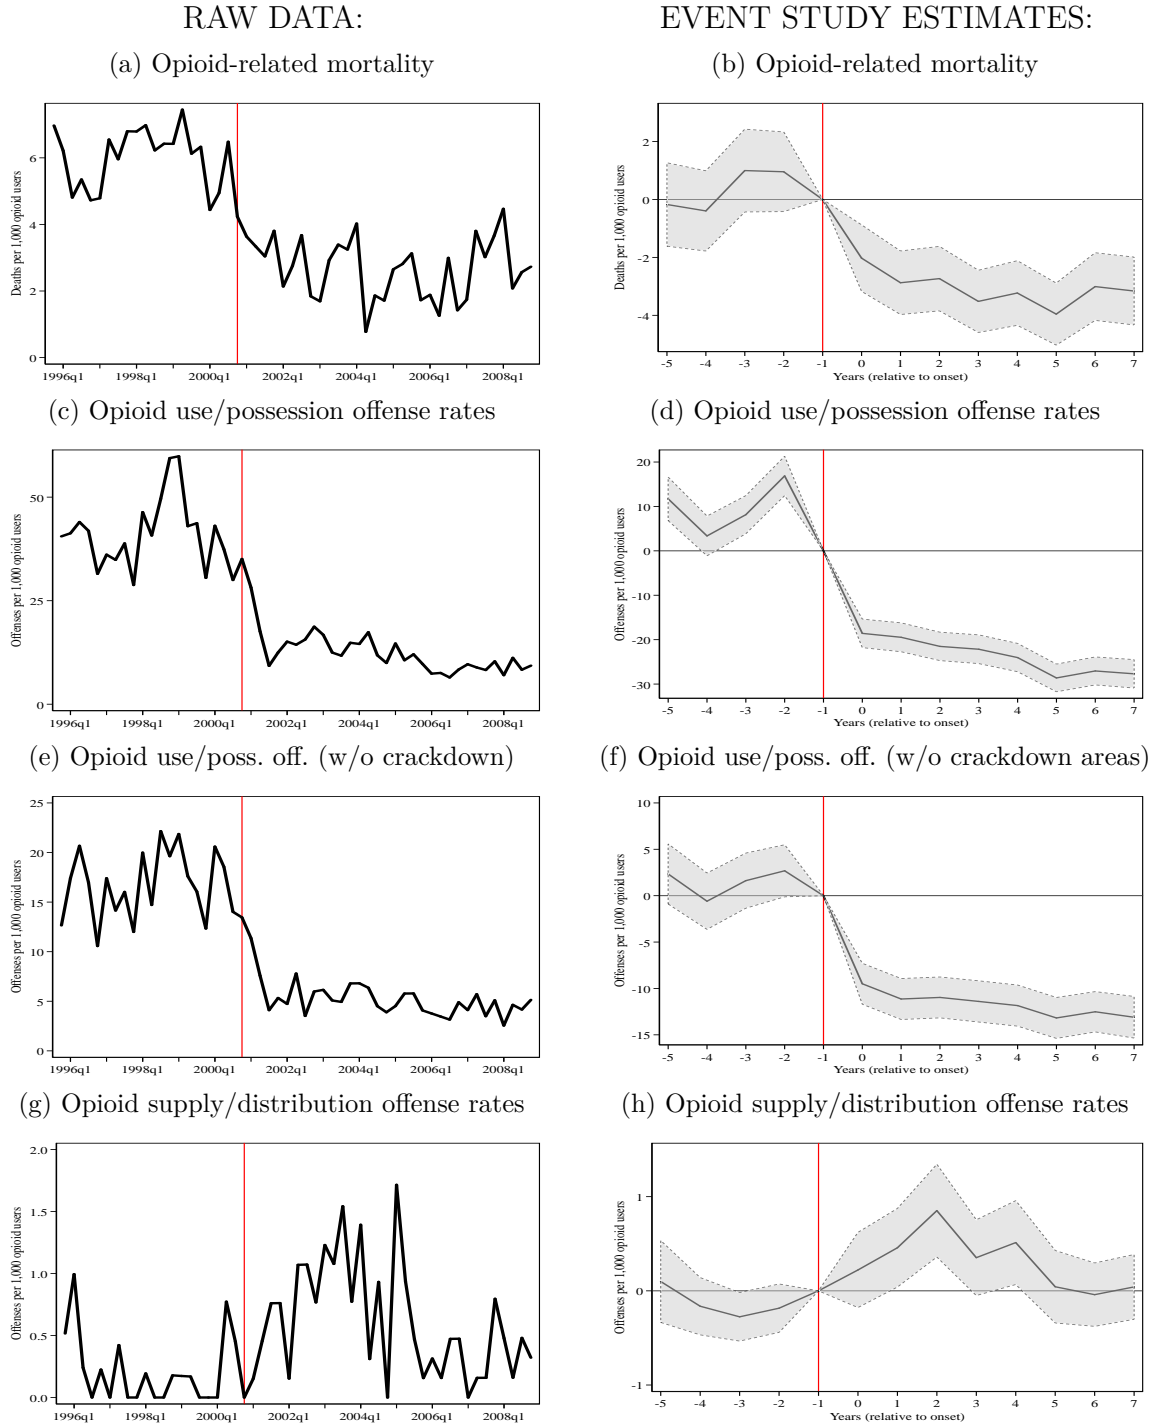 RAW DATA:
EVENT STUDY ESTIMATES:
(a) Opioid-related mortality
Deaths per 1,000 opioid users
6
4
2
0
1996q1 1998q1 2000q1 2002q1 2004q1 2006q1 2008q1
(b) Opioid-related mortality
Deaths per 1,000 opioid users
2
0
-2
-4
-5 -4 -3 -2 -1 0 1 2 3 4 5 6 7
Years (relative to onset)
(c) Opioid use/possession offense rates
Offenses per 1,000 opioid users
50
25
0
1996q1 1998q1 2000q1 2002q1 2004q1 2006q1 2008q1
(d) Opioid use/possession offense rates
Offenses per 1,000 opioid users
20
10
0
-10
-20
-30
-5 -4 -3 -2 -1 0 1 2 3 4 5 6 7
Years (relative to onset)
(e) Opioid use/poss. off. (w/o crackdown)
Offenses per 1,000 opioid users
25
20
15
10
5
0
1996q1 1998q1 2000q1 2002q1 2004q1 2006q1 2008q1
(f) Opioid use/poss. off. (w/o crackdown areas)
Offenses per 1,000 opioid users
10
5
0
-5
-10
-15
-5 -4 -3 -2 -1 0 1 2 3 4 5 6 7
Years (relative to onset)
(g) Opioid supply/distribution offense rates
Offenses per 1,000 opioid users
2.0
1.5
1.0
0.5
0.0
1996q1 1998q1 2000q1 2002q1 2004q1 2006q1 2008q1
(h) Opioid supply/distribution offense rates
Offenses per 1,000 opioid users
1
0
-1
-5 -4 -3 -2 -1 0 1 2 3 4 5 6 7
Years (relative to onset)